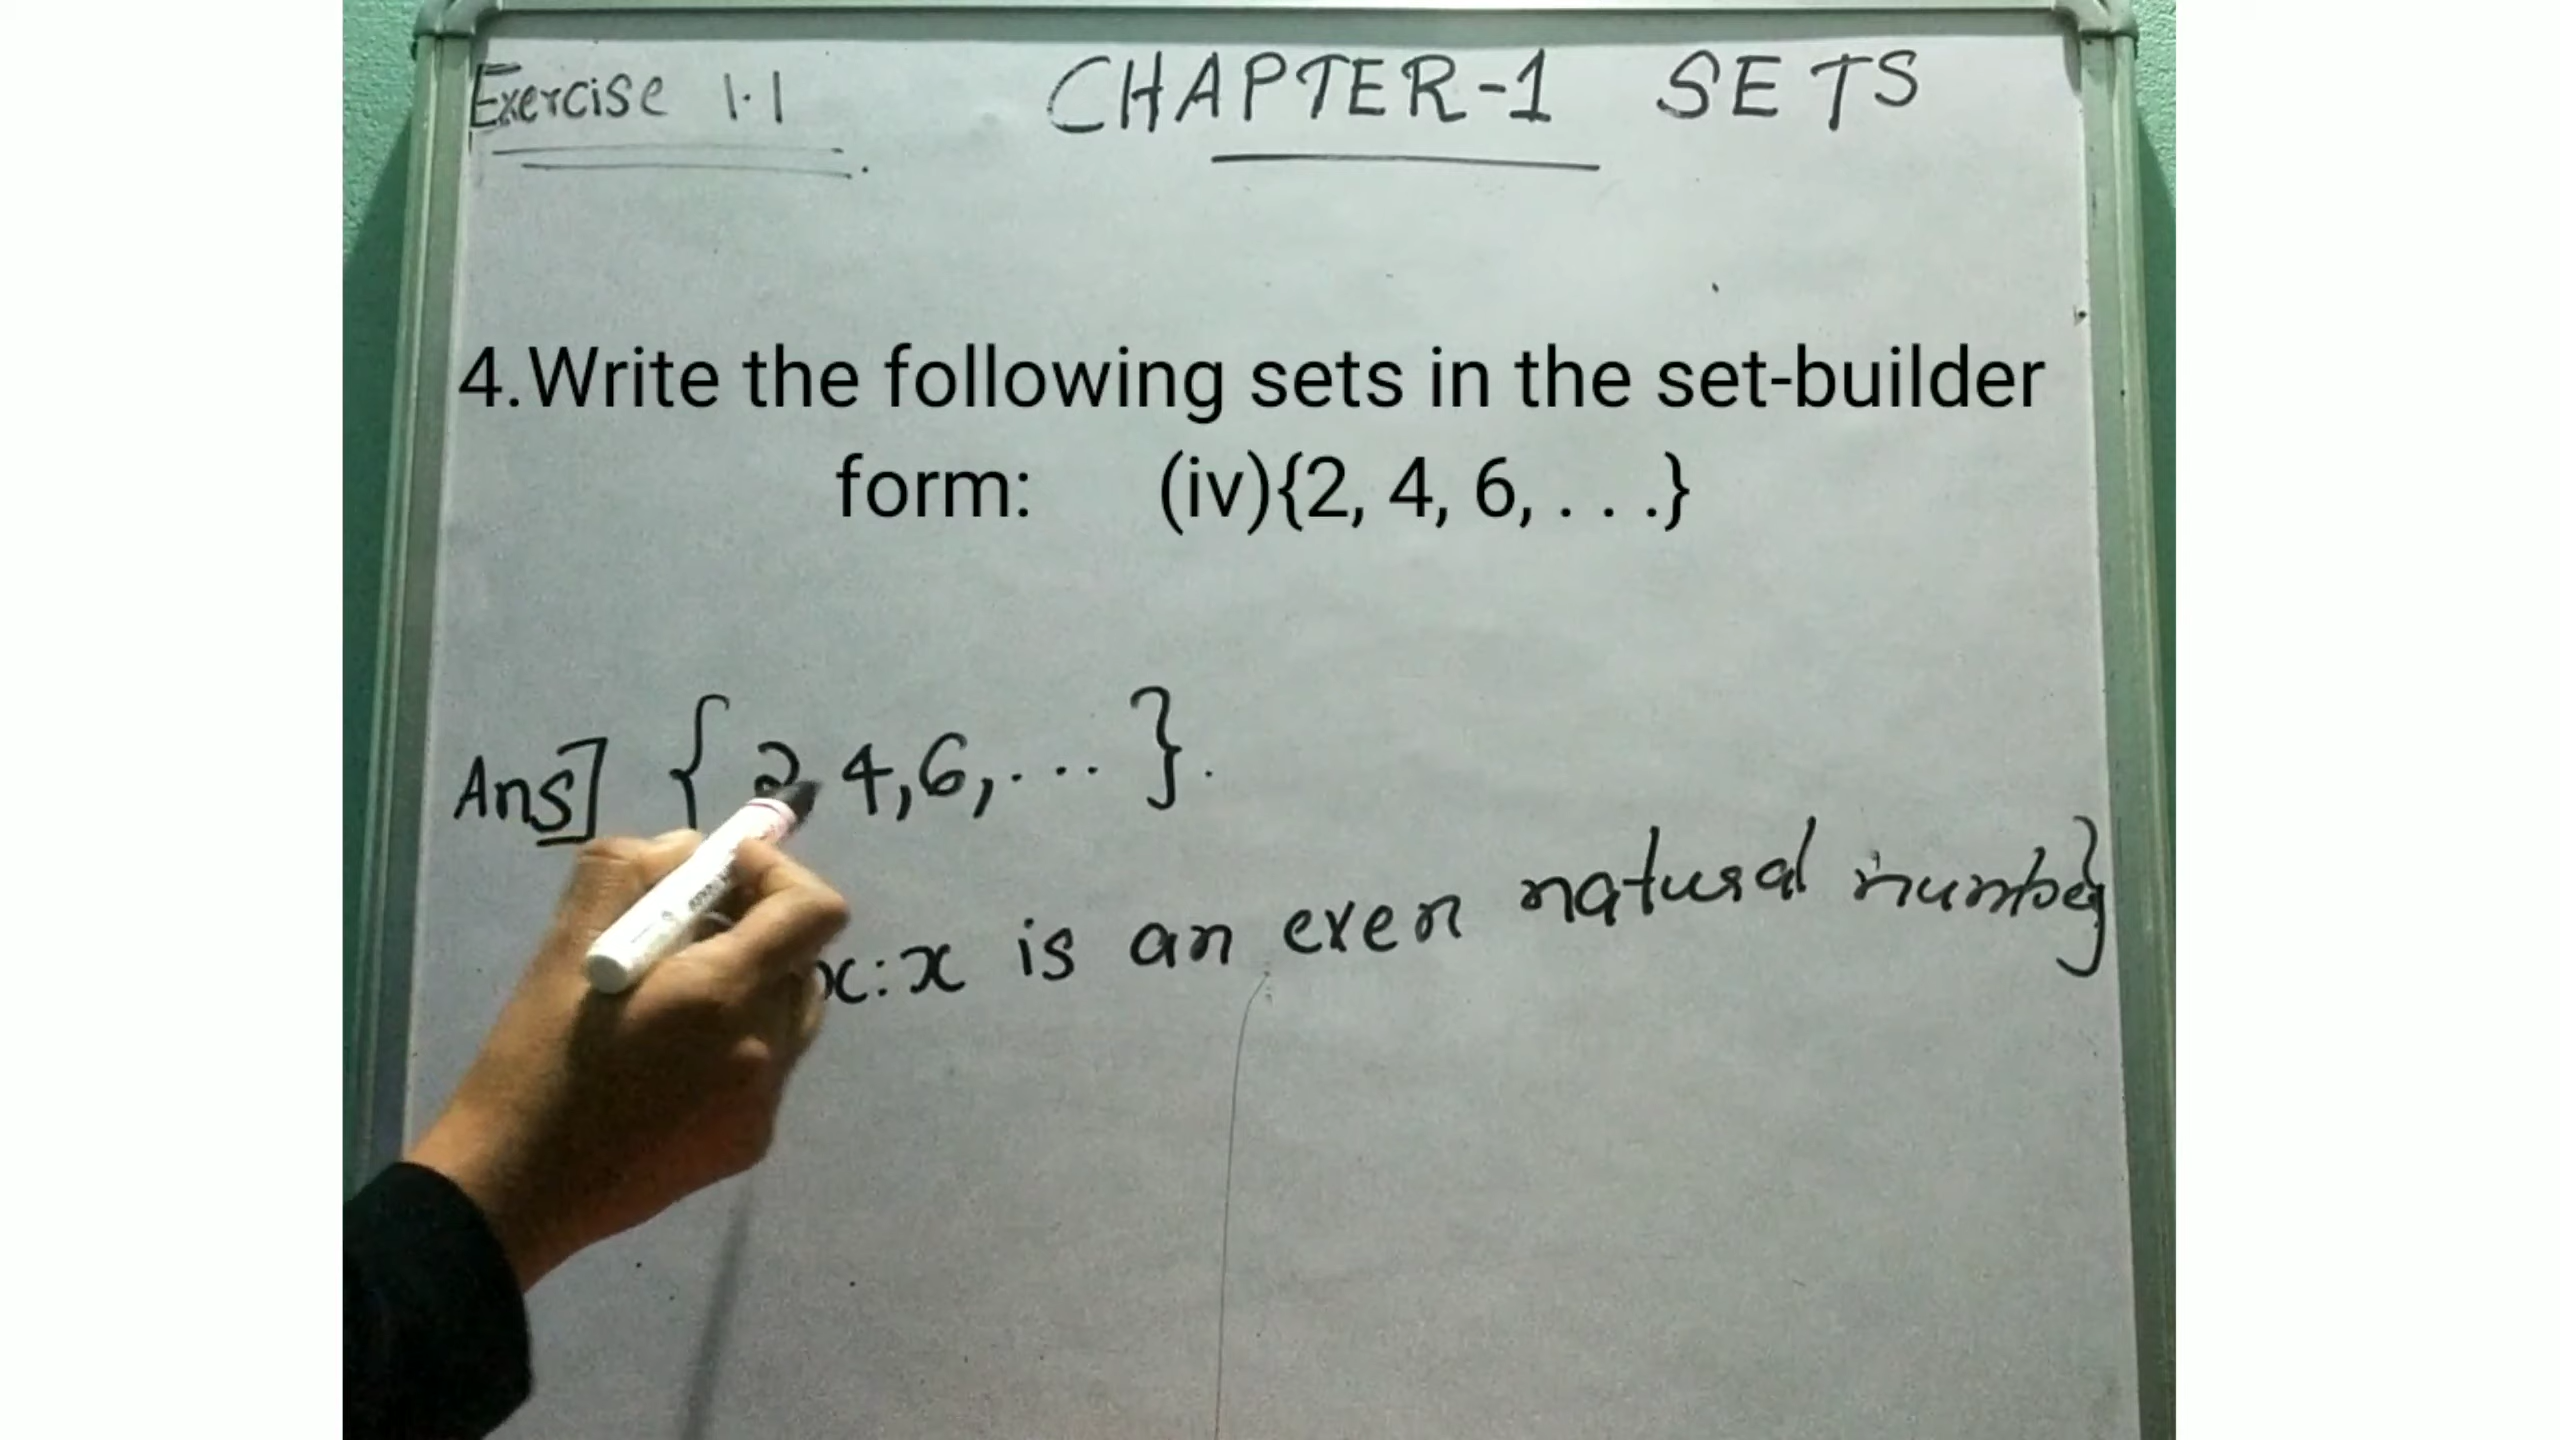 Exercise 1.1 CHAPTER-1 SETS
4.Write the following sets in the set-builder
form: (iv){2, 4, 6, . . .}
Ans] { 2 4,6,... }.
x:x is an even natural number}